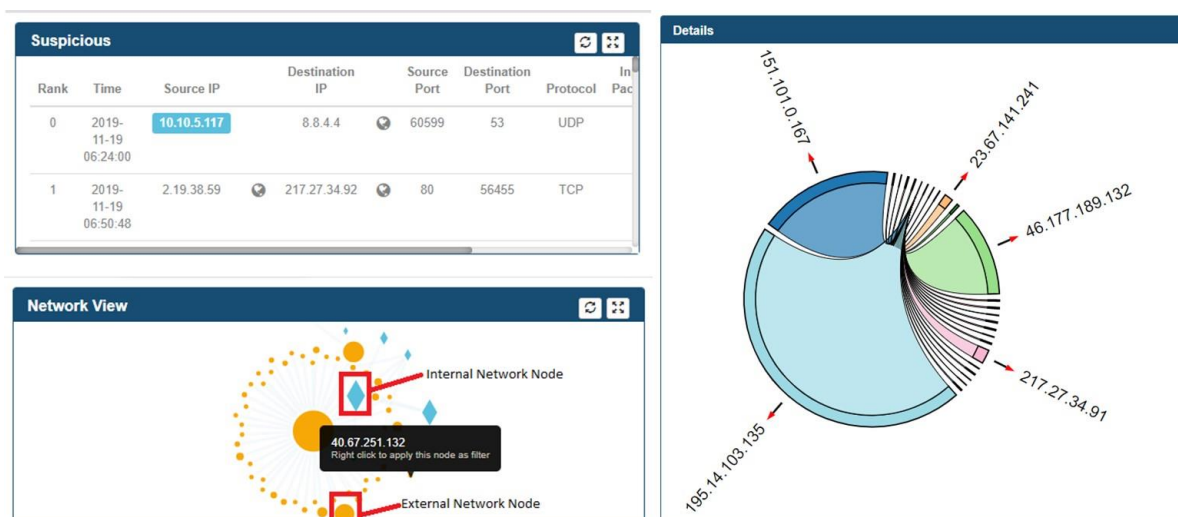 Suspicious
Rank Time Source IP Destination IP Source Port Destination Port Protocol In Pac
0 2019-11-19 06:24:00 10.10.5.117 8.8.4.4 60599 53 UDP
1 2019-11-19 06:50:48 2.19.38.59 217.27.34.92 80 56455 TCP
Network View
Internal Network Node
40.67.251.132
Right click to apply this node as filter
External Network Node
Details
151.101.0.167
23.67.141.241
46.177.189.132
217.27.34.91
195.14.103.135